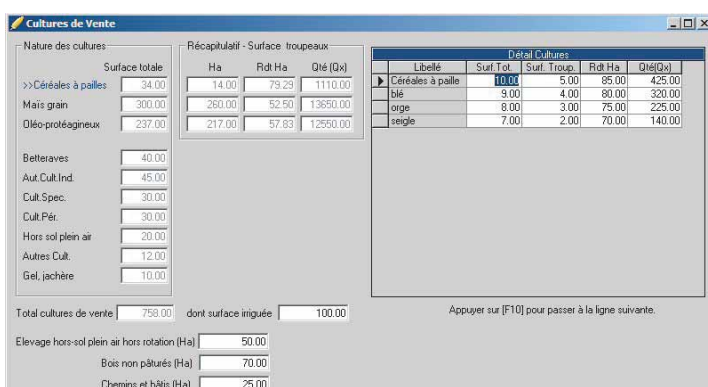 Cultures de Vente
Nature des cultures
Surface totale
>>Céréales à pailles 34.00
Maïs grain 300.00
Oléo-protéagineux 237.00
Betteraves 40.00
Aut.Cult.Ind. 45.00
Cult.Spec. 30.00
Cult.Pér. 30.00
Hors sol plein air 20.00
Autres Cult. 12.00
Gel, jachère 10.00
Récapitulatif - Surface troupeaux
Ha Rdt Ha Qté (Qx)
14.00 79.29 1110.00
260.00 52.50 13650.00
217.00 57.83 12550.00
Détail Cultures
Libellé Surf.Tot. Surf. Troup. Rdt Ha Qté(Qx)
Céréales à paille 10.00 5.00 85.00 425.00
blé 9.00 4.00 80.00 320.00
orge 8.00 3.00 75.00 225.00
seigle 7.00 2.00 70.00 140.00
Total cultures de vente 758.00 dont surface irriguée 100.00
Appuyer sur [F10] pour passer à la ligne suivante.
Elevage hors-sol plein air hors rotation (Ha) 50.00
Bois non pâturés (Ha) 70.00
Chemins et bâtis (Ha) 25.00